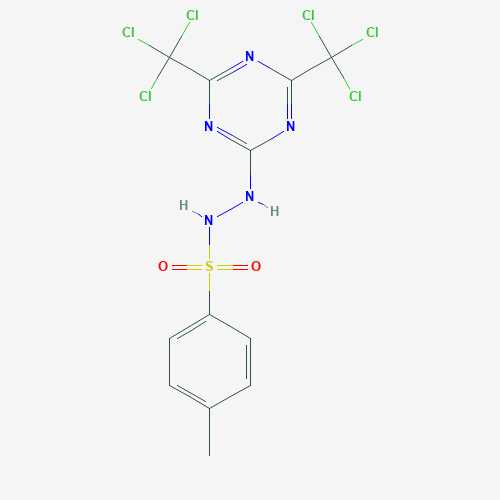 Cl Cl
Cl Cl
Cl N Cl
N N
N
H
N H
O S O